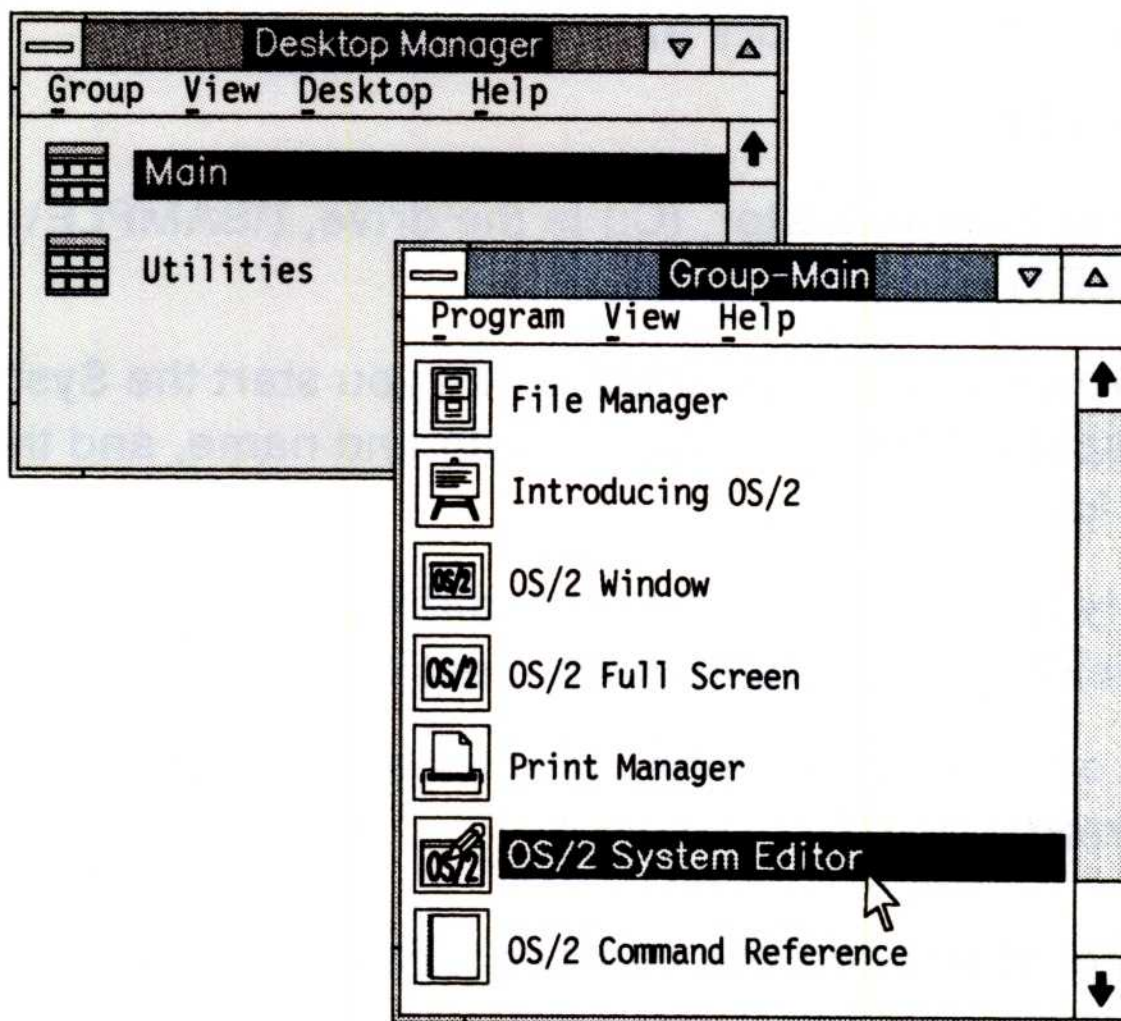 Desktop Manager
Group View Desktop Help
Main
Utilities
Group-Main
Program View Help
File Manager
Introducing OS/2
OS/2
OS/2 Window
OS/2
OS/2 Full Screen
Print Manager
OS/2
OS/2 System Editor
OS/2 Command Reference